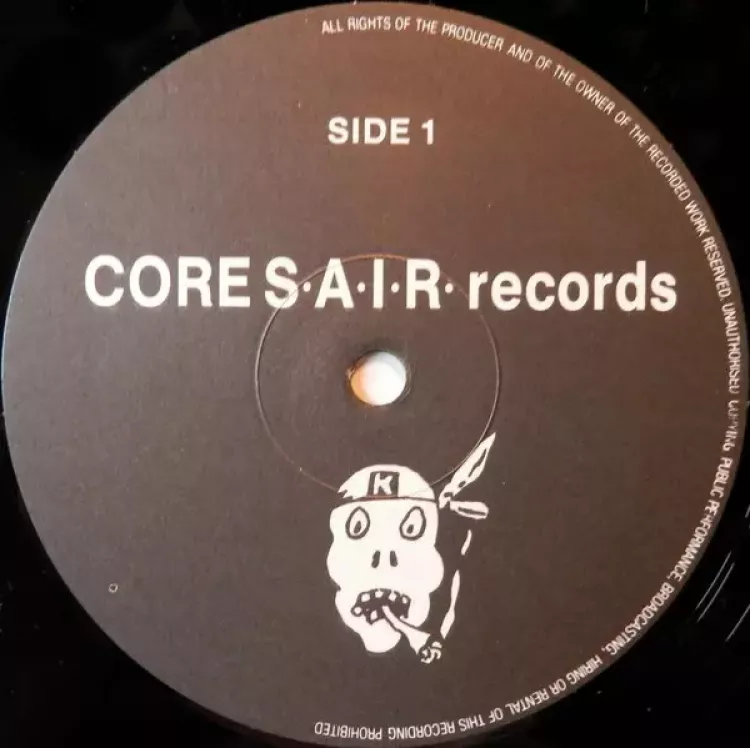 ALL RIGHTS OF THE PRODUCER AND OF THE OWNER OF THE RECORDED WORK RESERVED. UNAUTHORISED COPYING, PUBLIC PERFORMANCE, BROADCASTING, HIRING OR RENTAL OF THIS RECORDING PROHIBITED
SIDE 1
CORE S·A·I·R· records
K